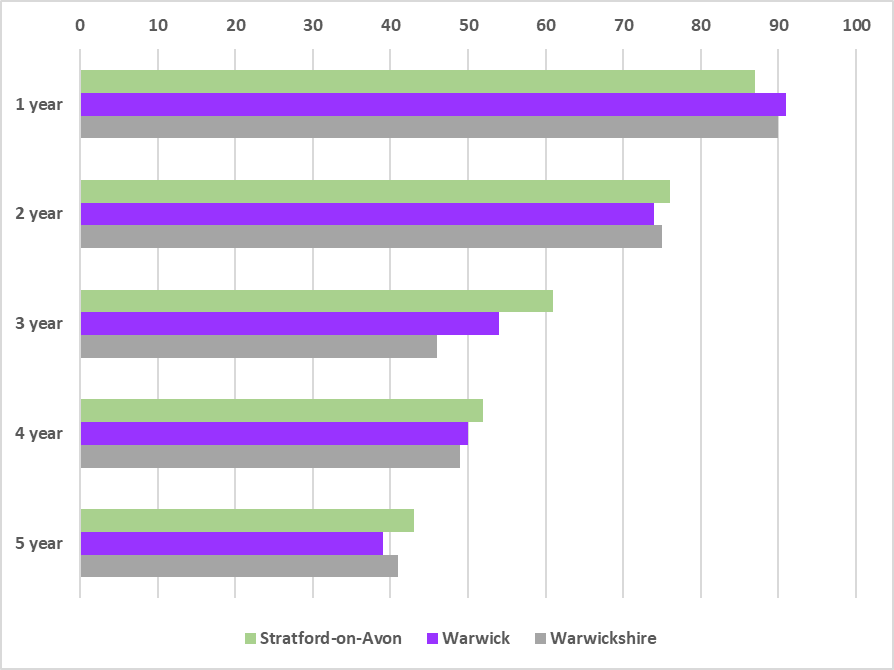 0 10 20 30 40 50 60 70 80 90 100
1 year
2 year
3 year
4 year
5 year
Stratford-on-Avon Warwick Warwickshire